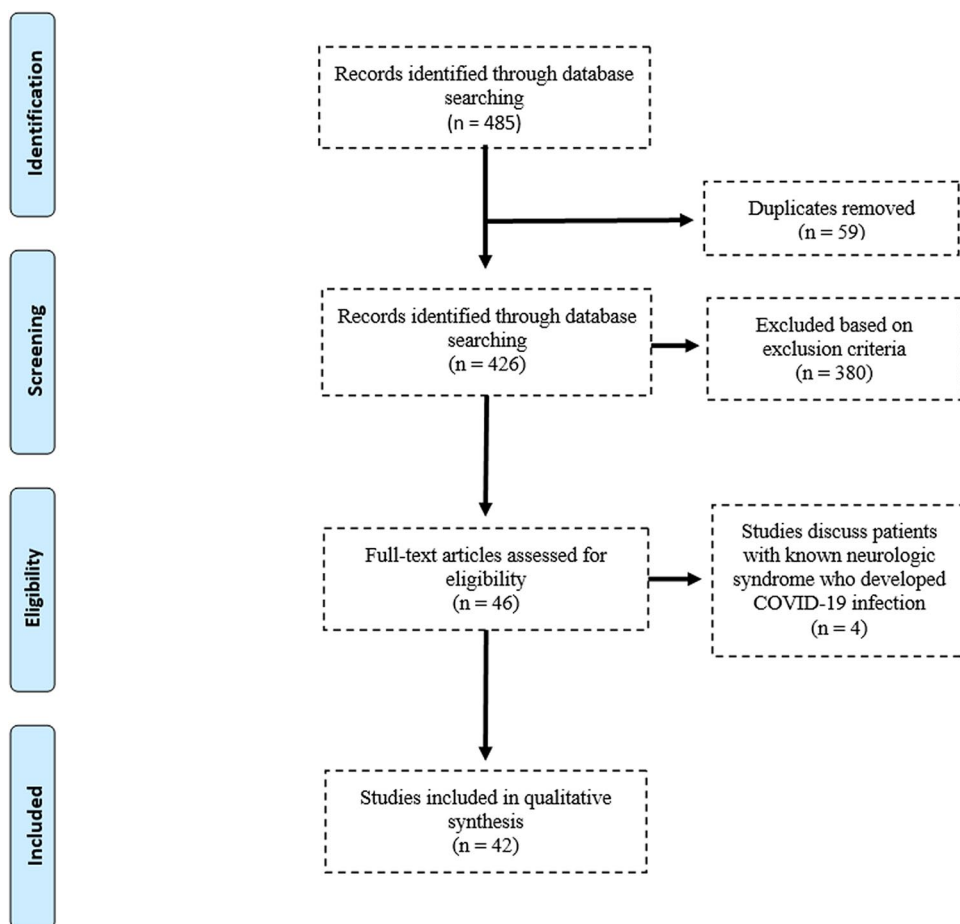 Identification
Records identified through database
searching
(n = 485)
Duplicates removed
(n = 59)
Screening
Records identified through database
searching
(n = 426)
Excluded based on
exclusion criteria
(n = 380)
Eligibility
Full-text articles assessed for
eligibility
(n = 46)
Studies discuss patients
with known neurologic
syndrome who developed
COVID-19 infection
(n = 4)
Included
Studies included in qualitative
synthesis
(n = 42)